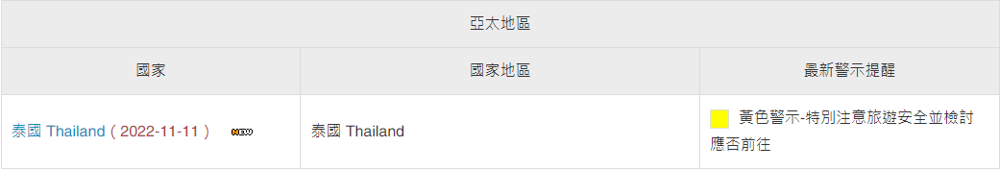 亞太地區
國家 國家地區 最新警示提醒
泰國 Thailand ( 2022-11-11 ) NEW 泰國 Thailand 黃色警示-特別注意旅遊安全並檢討
應否前往